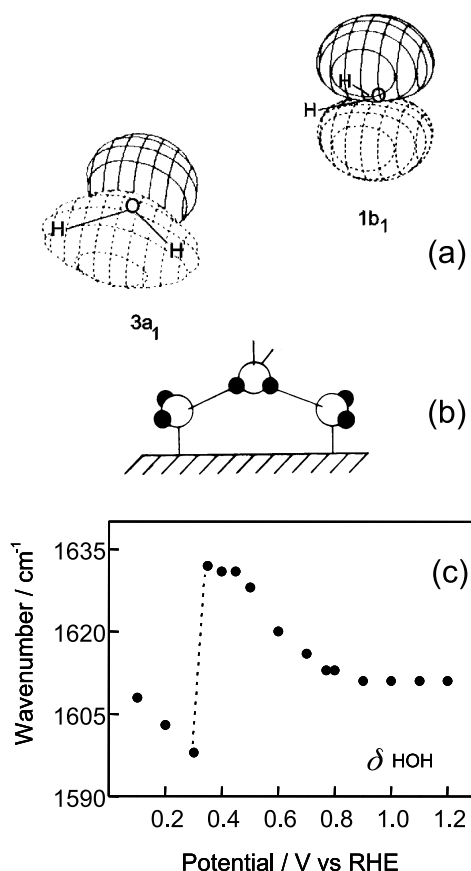 H
O
H
1b₁
O
H
H
3a₁
(a)
(b)
(c)
Wavenumber / cm⁻¹
1635
1620
1605
1590
δ HOH
0.2 0.4 0.6 0.8 1.0 1.2
Potential / V vs RHE